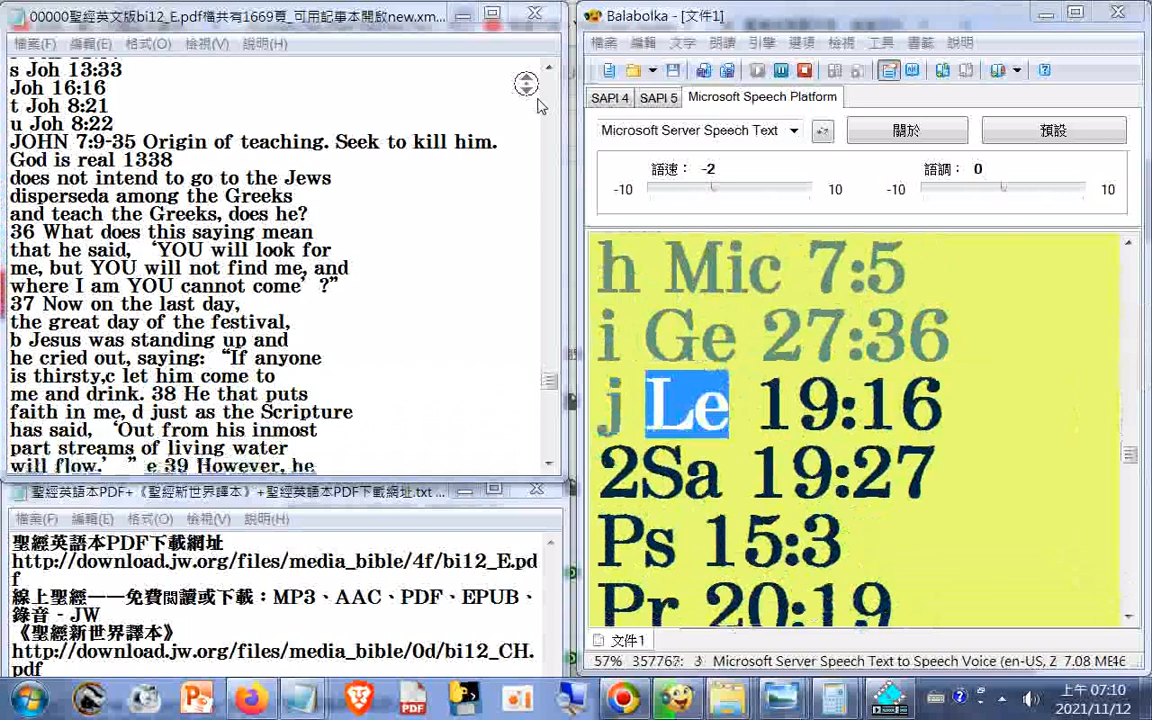 00000聖經英文版bi12_E.pdf檔共有1669頁_可用記事本開啟new.xm...
檔案(F) 編輯(E) 格式(O) 檢視(V) 說明(H)
s Joh 13:33
Joh 16:16
t Joh 8:21
u Joh 8:22
JOHN 7:9-35 Origin of teaching. Seek to kill him.
God is real 1338
does not intend to go to the Jews
disperseda among the Greeks
and teach the Greeks, does he?
36 What does this saying mean
that he said, ‘YOU will look for
me, but YOU will not find me, and
where I am YOU cannot come’ ?”
37 Now on the last day,
the great day of the festival,
b Jesus was standing up and
he cried out, saying: “If anyone
is thirsty,c let him come to
me and drink. 38 He that puts
faith in me, d just as the Scripture
has said, ‘Out from his inmost
part streams of living water
will flow.’ ” e 39 However, he
聖經英語本PDF+《聖經新世界譯本》+聖經英語本PDF下載網址.txt ...
檔案(F) 編輯(E) 格式(O) 檢視(V) 說明(H)
聖經英語本PDF下載網址
http://download.jw.org/files/media_bible/4f/bi12_E.pd
f
線上聖經——免費閱讀或下載：MP3、AAC、PDF、EPUB、
錄音 - JW
《聖經新世界譯本》
http://download.jw.org/files/media_bible/0d/bi12_CH.
pdf
Balabolka - [文件1]
檔案 編輯 文字 朗讀 引擎 選項 檢視 工具 書籤 說明
SAPI 4 SAPI 5 Microsoft Speech Platform
Microsoft Server Speech Text 關於 預設
語速： -2 語調： 0
-10 10 -10 10
h Mic 7:5
i Ge 27:36
j Le 19:16
2Sa 19:27
Ps 15:3
Pr 20:19
文件1
57% 357767: 3 Microsoft Server Speech Text to Speech Voice (en-US, Z 7.08 ME46
上午 07:10
2021/11/12